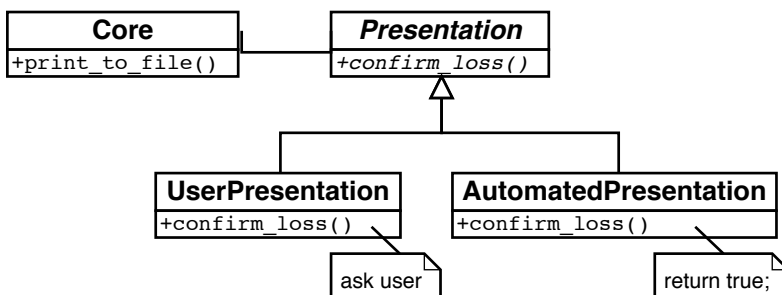 Core
Presentation
+print_to_file()
+confirm_loss()
UserPresentation
AutomatedPresentation
+confirm_loss()
+confirm_loss()
ask user
return true;